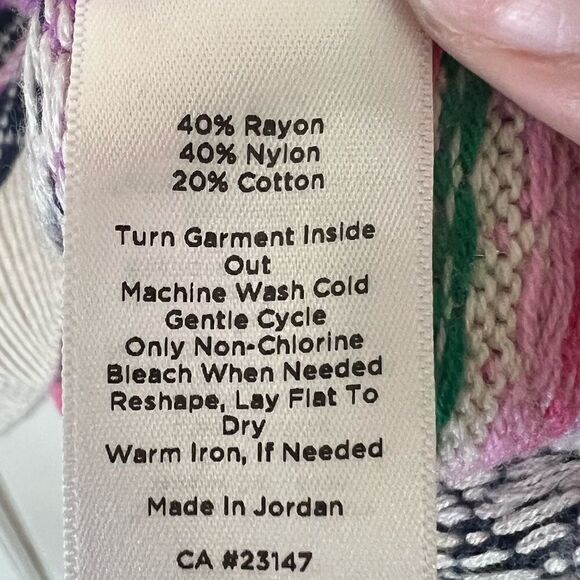 40% Rayon
40% Nylon
20% Cotton
Turn Garment Inside
Out
Machine Wash Cold
Gentle Cycle
Only Non-Chlorine
Bleach When Needed
Reshape, Lay Flat To
Dry
Warm Iron, If Needed
Made In Jordan
CA #23147